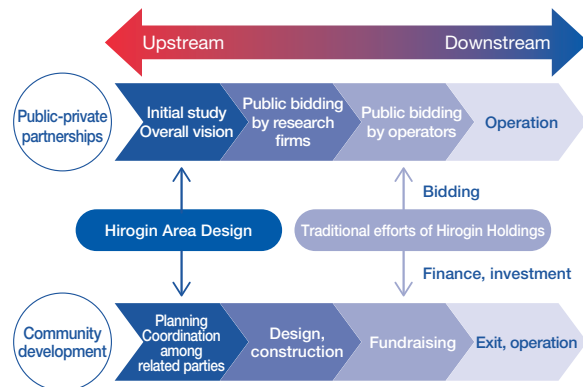 Upstream
Downstream
Public-private
partnerships
Initial study
Overall vision
Public bidding
by research
firms
Public bidding
by operators
Operation
Bidding
Hirogin Area Design
Traditional efforts of Hirogin Holdings
Finance, investment
Community
development
Planning
Coordination
among
related parties
Design,
construction
Fundraising
Exit, operation